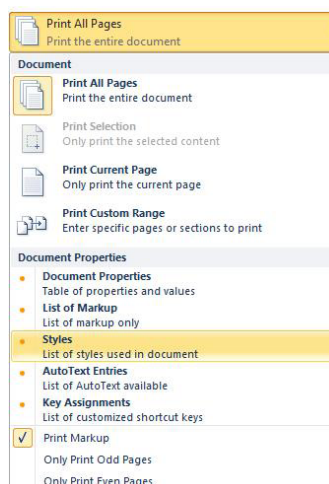 Print All Pages
Print the entire document
Document
Print All Pages
Print the entire document
Print Selection
Only print the selected content
Print Current Page
Only print the current page
Print Custom Range
Enter specific pages or sections to print
Document Properties
Document Properties
Table of properties and values
List of Markup
List of markup only
Styles
List of styles used in document
AutoText Entries
List of AutoText available
Key Assignments
List of customized shortcut keys
Print Markup
Only Print Odd Pages
Only Print Even Pages